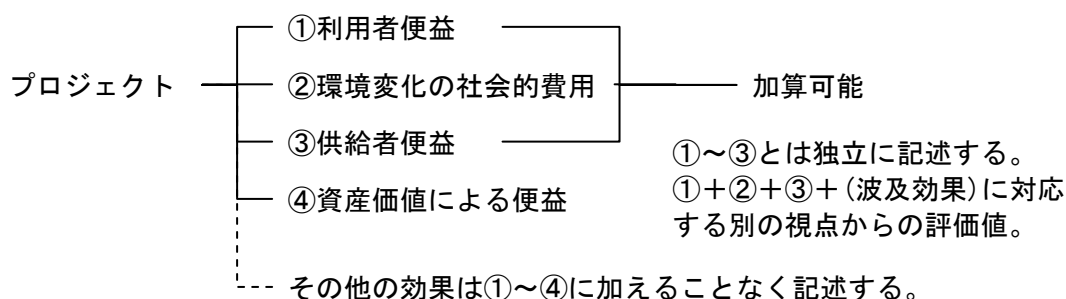 ①利用者便益
プロジェクト
②環境変化の社会的費用
加算可能
③供給者便益
①~③とは独立に記述する。
①+②+③+(波及効果)に対応
する別の視点からの評価値。
④資産価値による便益
その他の効果は①~④に加えることなく記述する。